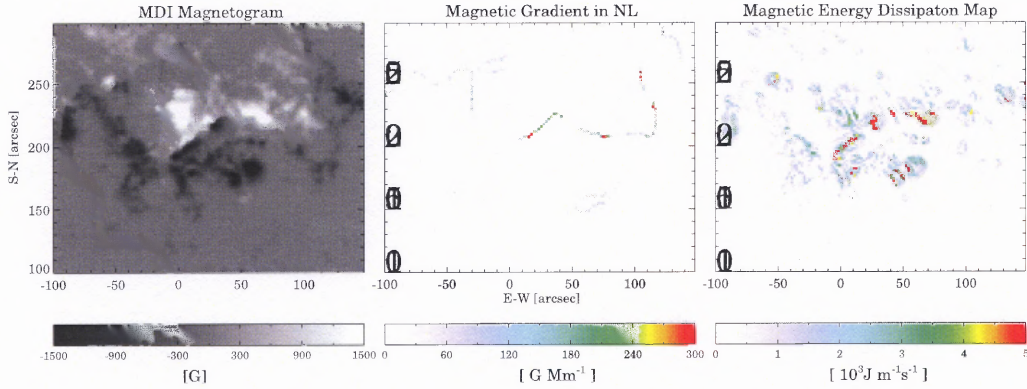 MDI Magnetogram
Magnetic Gradient in NL
Magnetic Energy Dissipaton Map
S-N [arcsec]
250
200
150
100
-100 -50 0 50 100
-100 -50 0 50 100
-100 -50 0 50 100
E-W [arcsec]
-1500 -900 -300 300 900 1500
0 60 120 180 240 300
0 1 2 3 4 5
[G]
[ G Mm⁻¹ ]
[ 10³J m⁻¹s⁻¹ ]